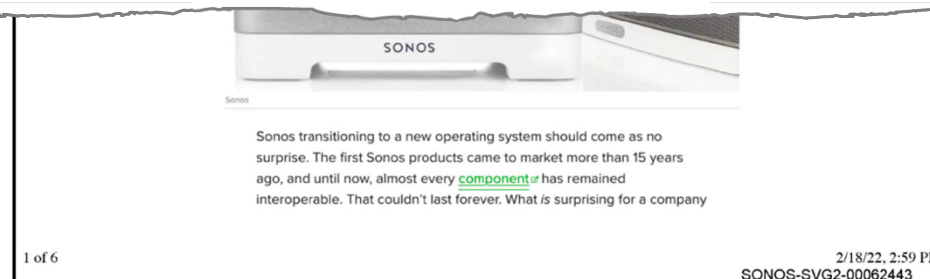 SONOS
Sonos
Sonos transitioning to a new operating system should come as no
surprise. The first Sonos products came to market more than 15 years
ago, and until now, almost every component has remained
interoperable. That couldn't last forever. What is surprising for a company
1 of 6
2/18/22, 2:59 P
SONOS-SVG2-00062443